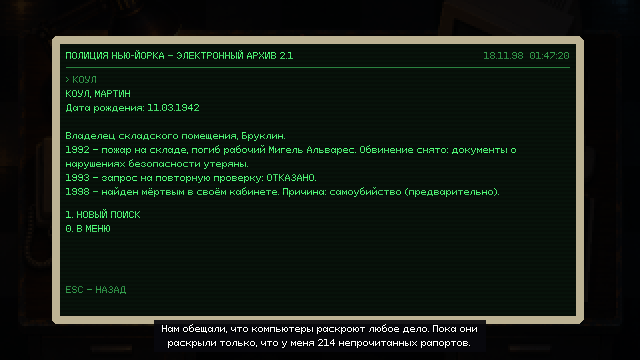 ПОЛИЦИЯ НЬЮ-ЙОРКА — ЭЛЕКТРОННЫЙ АРХИВ 2.1
18.11.98 01:47:20
> КОУЛ
КОУЛ, МАРТИН
Дата рождения: 11.03.1942
Владелец складского помещения, Бруклин.
1992 — пожар на складе, погиб рабочий Мигель Альварес. Обвинение снято: документы о
нарушениях безопасности утеряны.
1993 — запрос на повторную проверку: ОТКАЗАНО.
1998 — найден мёртвым в своём кабинете. Причина: самоубийство (предварительно).
1. НОВЫЙ ПОИСК
0. В МЕНЮ
ESC — НАЗАД
Нам обещали, что компьютеры раскроют любое дело. Пока они
раскрыли только, что у меня 214 непрочитанных рапортов.